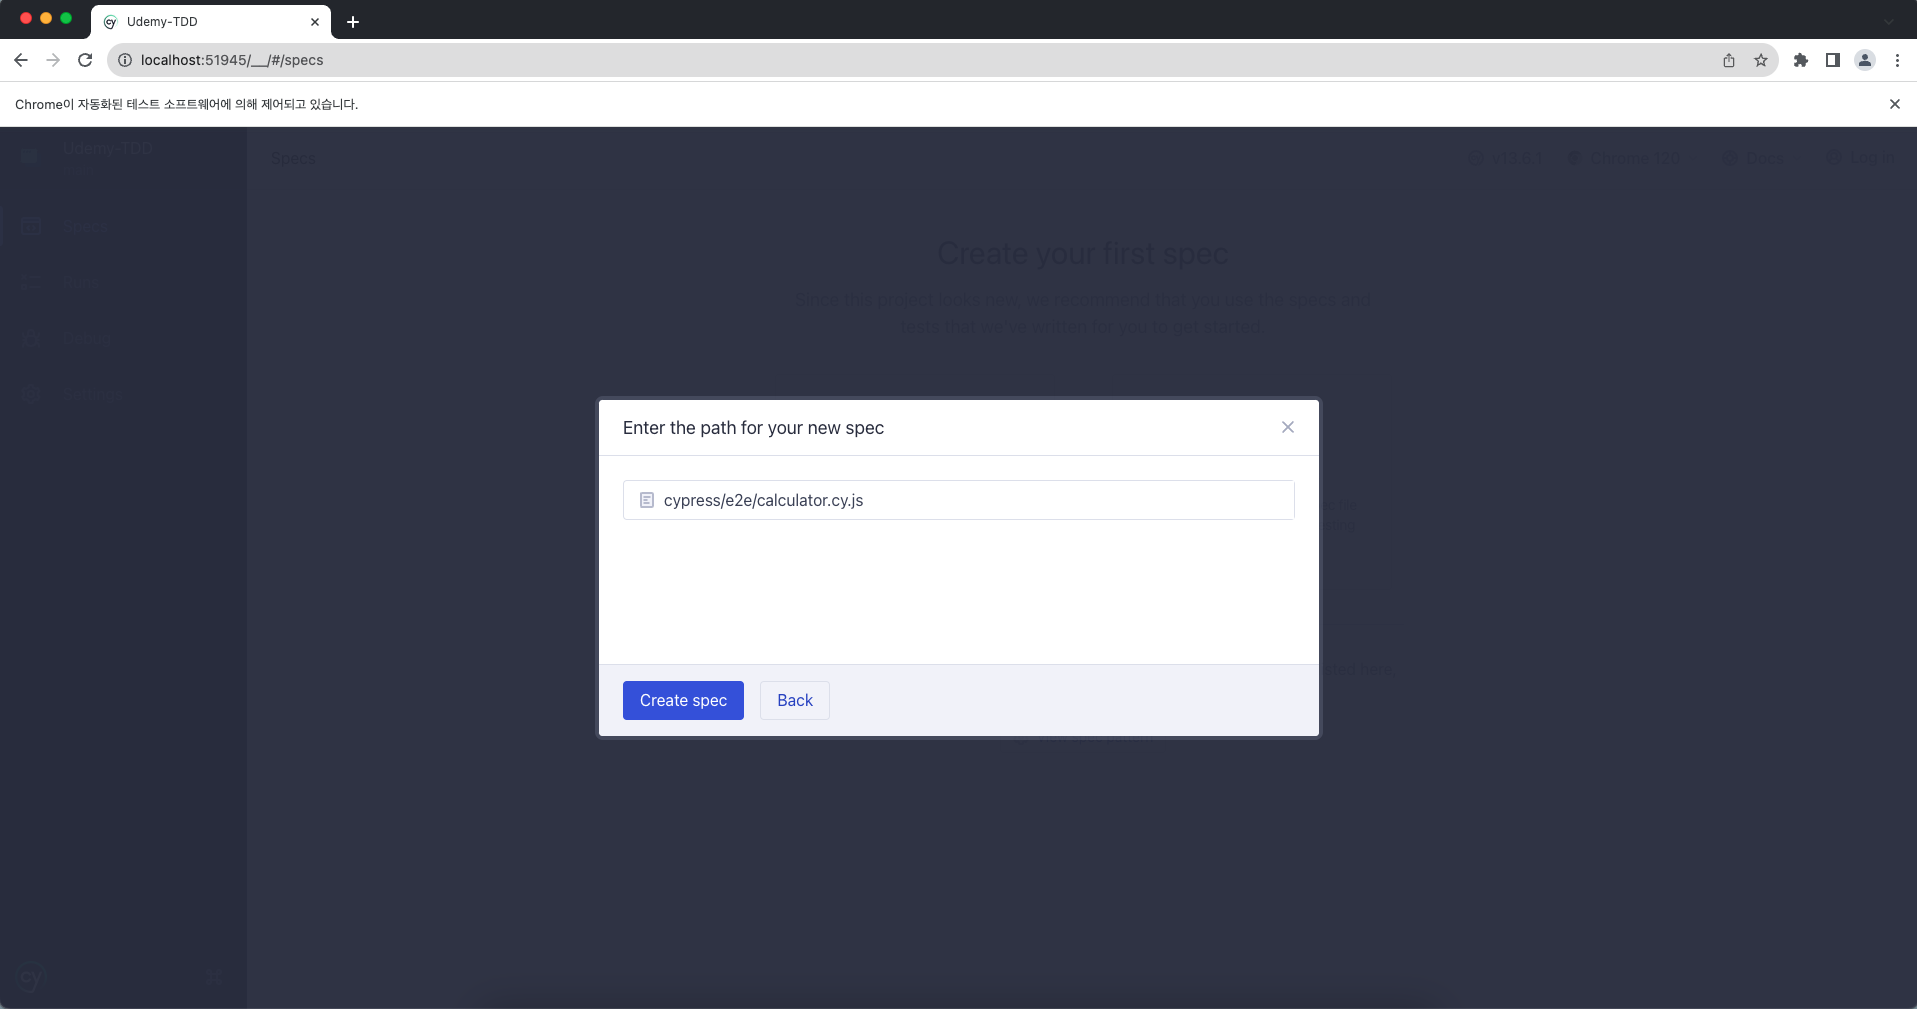 Udemy-TDD
localhost:51945/__/#/specs
Chrome이 자동화된 테스트 소프트웨어에 의해 제어되고 있습니다.
Udemy-TDD
Specs
v13.6.1
Chrome 120
Docs
Log in
Specs
Runs
Debug
Settings
Create your first spec
Since this project looks new, we recommend that you use the specs and
tests that we've written for you to get started.
Enter the path for your new spec
cypress/e2e/calculator.cy.js
Create spec
Back
cy